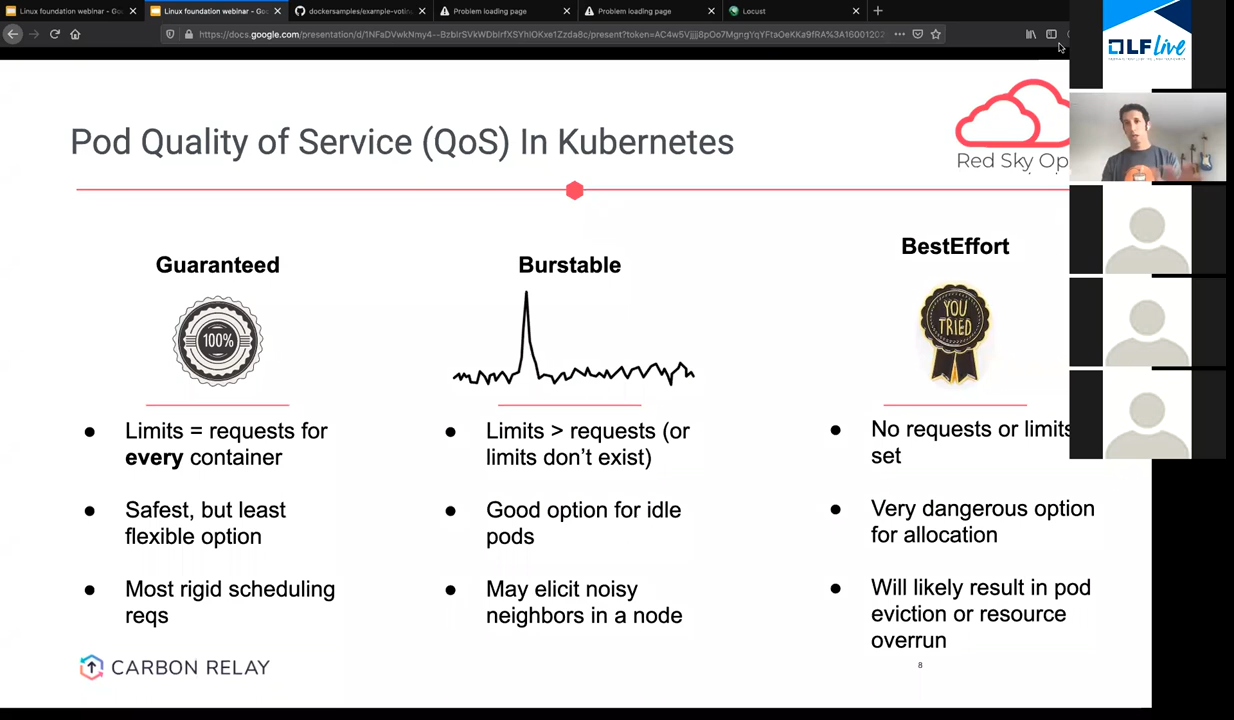 Linux foundation webinar - Goo
Linux foundation webinar - Goo
dockersamples/example-votin
Problem loading page
Problem loading page
Locust
LF live
Pod Quality of Service (QoS) In Kubernetes
Red Sky Op
Guaranteed
Burstable
BestEffort
100%
YOU
TRIED
Limits = requests for
every container
Safest, but least
flexible option
Most rigid scheduling
reqs
Limits > requests (or
limits don't exist)
Good option for idle
pods
May elicit noisy
neighbors in a node
No requests or limits
set
Very dangerous option
for allocation
Will likely result in pod
eviction or resource
overrun
CARBON RELAY
8